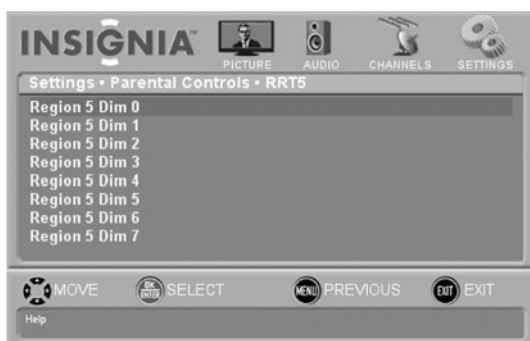 INSIGNIA™
PICTURE AUDIO CHANNELS SETTINGS
Settings • Parental Controls • RRT5
Region 5 Dim 0
Region 5 Dim 1
Region 5 Dim 2
Region 5 Dim 3
Region 5 Dim 4
Region 5 Dim 5
Region 5 Dim 6
Region 5 Dim 7
MOVE OK ENTER SELECT MENU PREVIOUS EXIT EXIT
Help